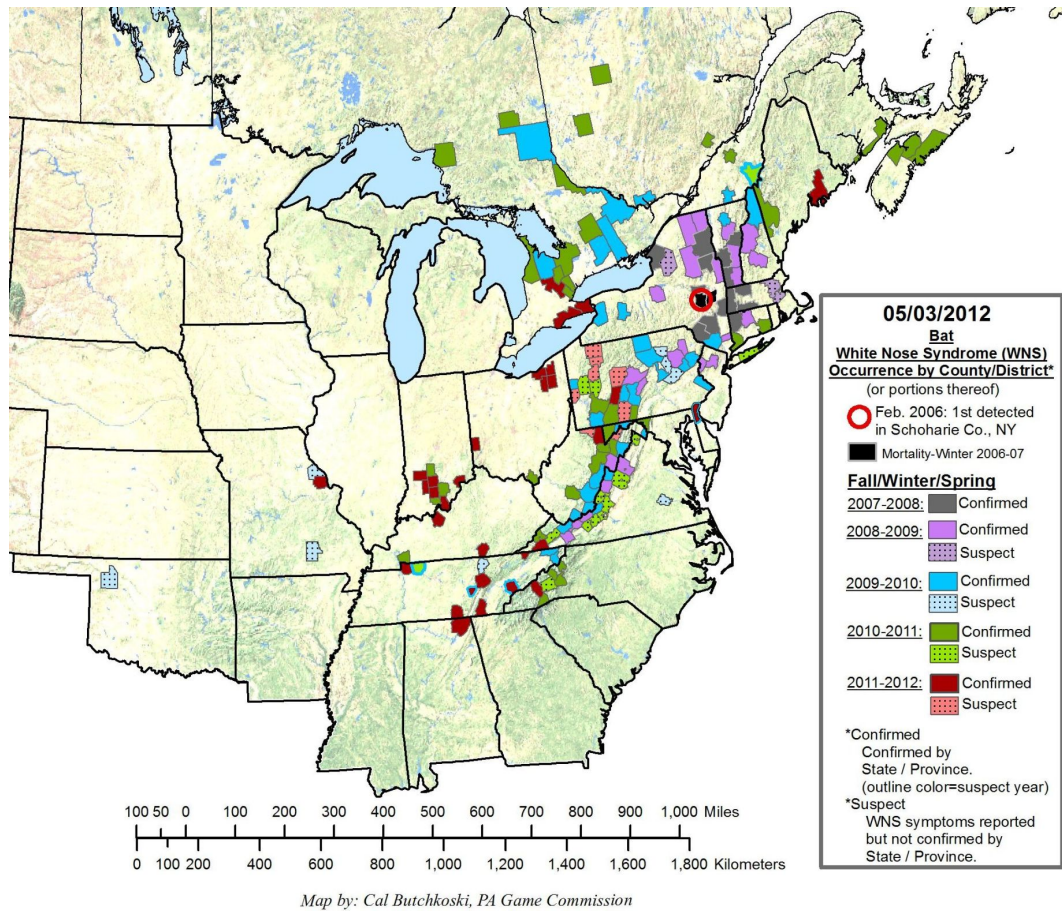 05/03/2012
Bat
White Nose Syndrome (WNS)
Occurrence by County/District*
(or portions thereof)
Feb. 2006: 1st detected
in Schoharie Co., NY
Mortality-Winter 2006-07
Fall/Winter/Spring
2007-2008: Confirmed
2008-2009: Confirmed
Suspect
2009-2010: Confirmed
Suspect
2010-2011: Confirmed
Suspect
2011-2012: Confirmed
Suspect
*Confirmed
Confirmed by
State / Province.
(outline color=suspect year)
*Suspect
WNS symptoms reported
but not confirmed by
State / Province.
100 50 0 100 200 300 400 500 600 700 800 900 1,000 Miles
0 100 200 400 600 800 1,000 1,200 1,400 1,600 1,800 Kilometers
Map by: Cal Butchkoski, PA Game Commission